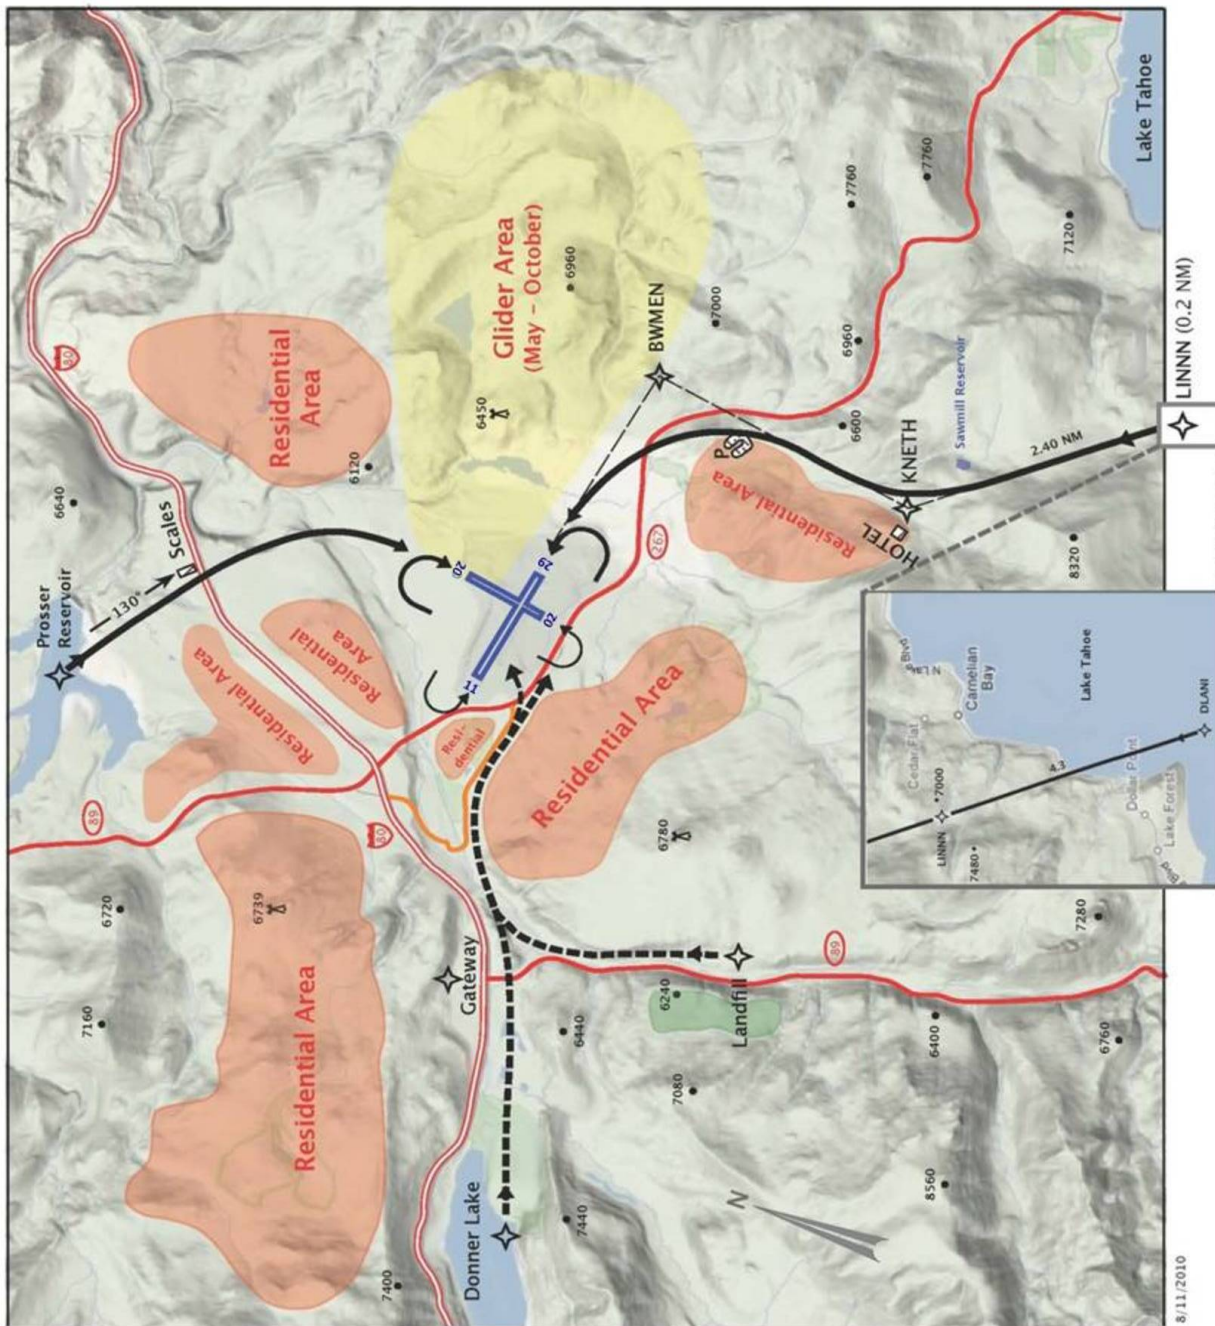 Lake Tahoe
80
6640
Scales
130°
Prosser
Reservoir
89
Residential
Area
6120
Glider Area
(May – October)
6960
6450
7760
7760
7120
BWMEN
7000
6960
6600
Sawmill Reservoir
KNETH
P
Residential Area
HOTEL
8320
2.40 NM
LINNN (0.2 NM)
267
20
29
02
11
Residential
Area
Residential Area
Resi-
dential
Residential Area
80
6720
6739
7160
Residential Area
Gateway
6780
6240
6440
7080
Landfill
89
7280
6400
6760
8560
7440
7400
Donner Lake
N
N Lake Blvd
Carnelian
Bay
Cedar Flat
Lake Tahoe
LINNN
7000
7480
4.3
Dollar Point
Lake Forest
Blvd
DLANI
8/11/2010